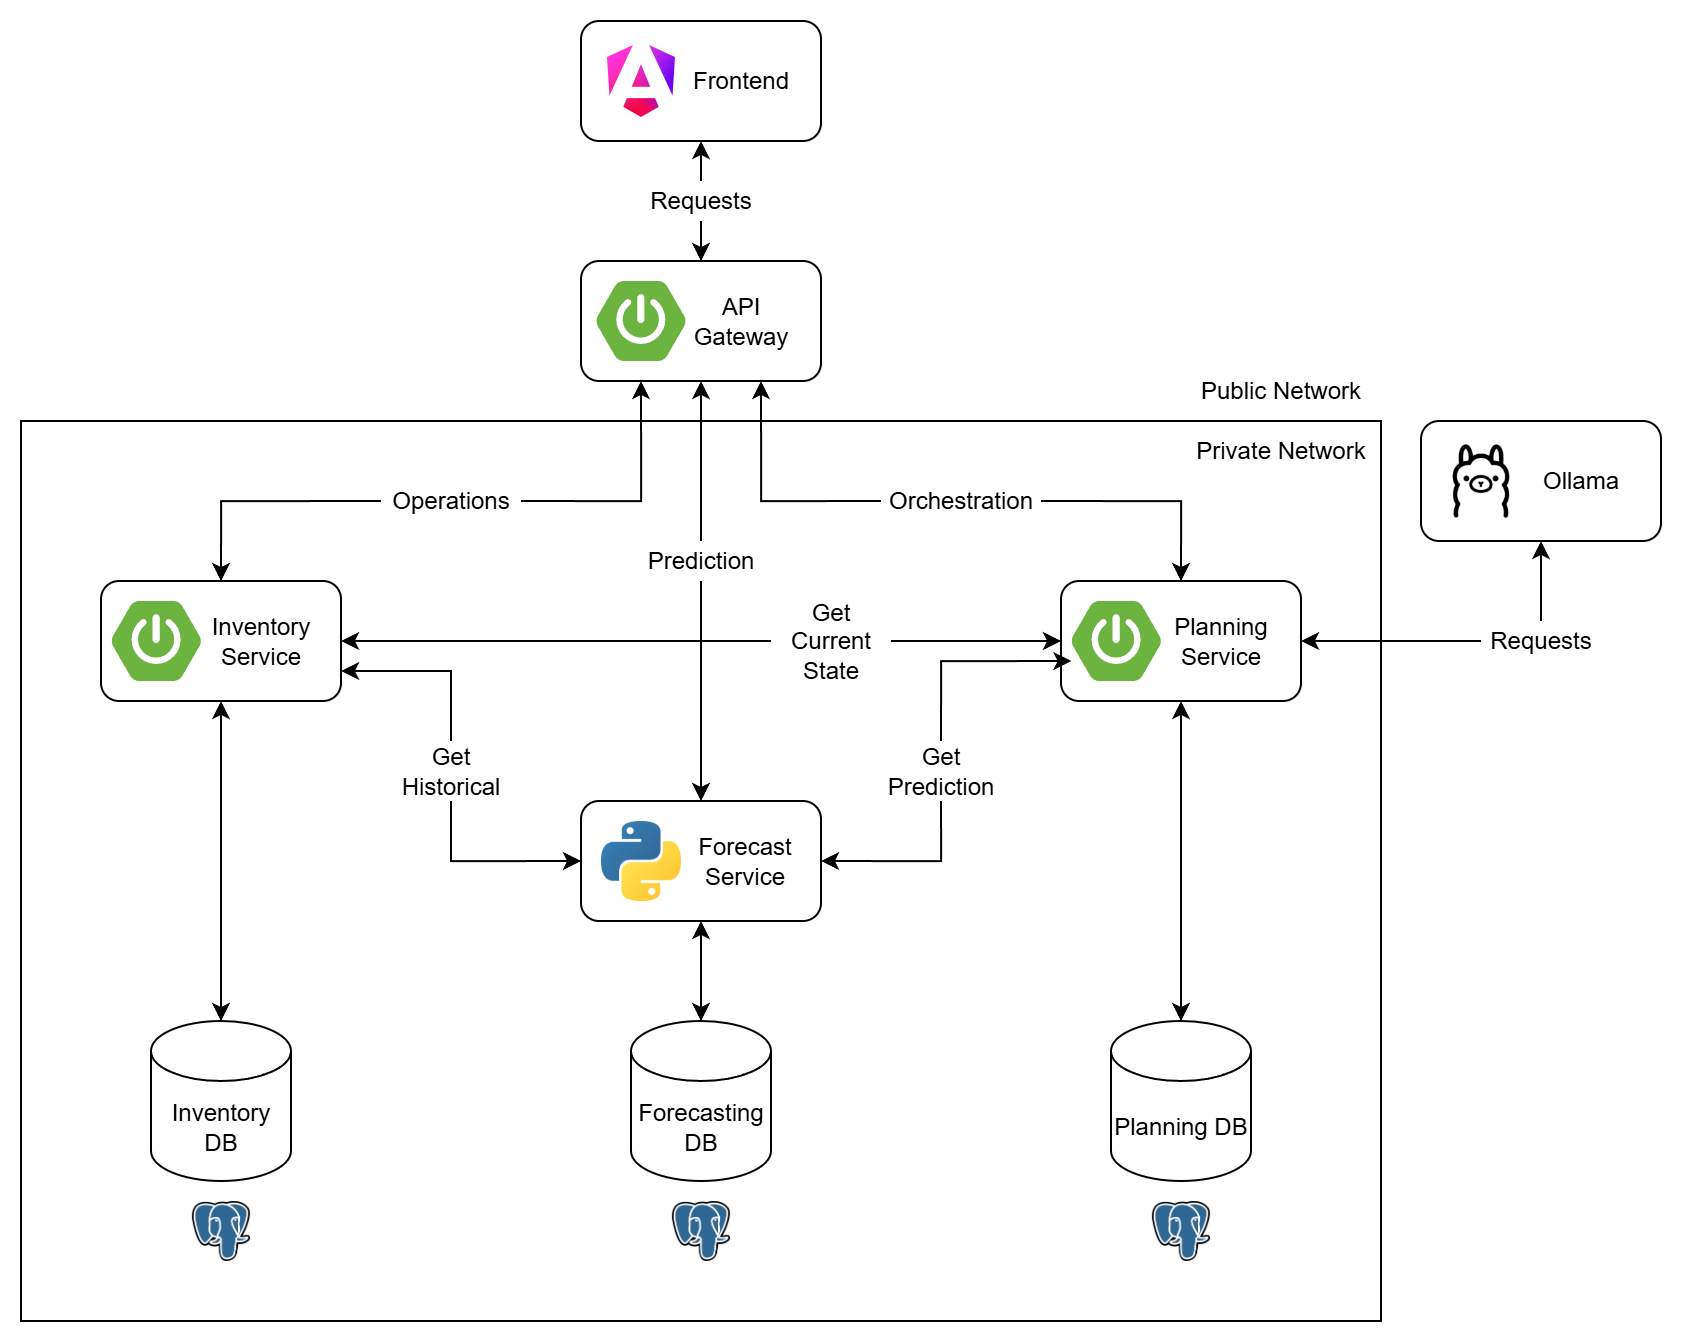 Frontend
Requests
API
Gateway
Public Network
Private Network
Ollama
Operations
Orchestration
Prediction
Inventory
Service
Get
Current
State
Planning
Service
Requests
Get
Historical
Get
Prediction
Forecast
Service
Inventory
DB
Forecasting
DB
Planning DB